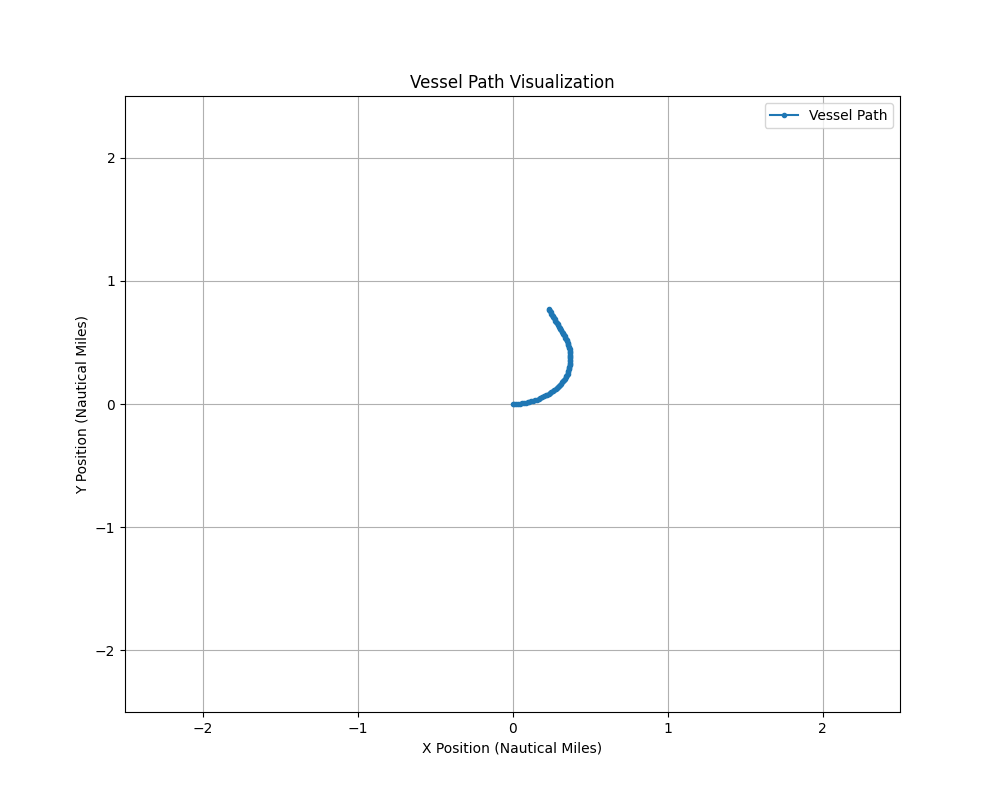 Vessel Path Visualization
Vessel Path
2
1
0
−1
−2
Y Position (Nautical Miles)
−2
−1
0
1
2
X Position (Nautical Miles)